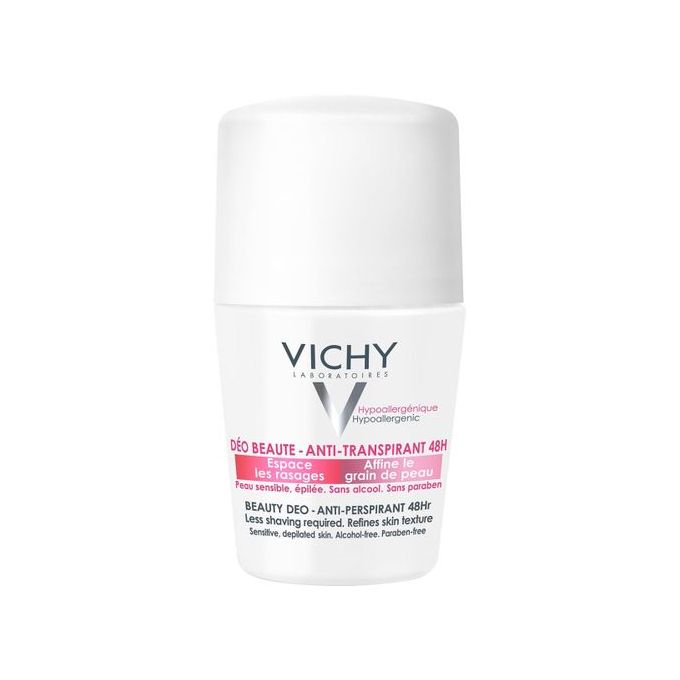 VICHY
LABORATOIRES
Hypoallergénique
Hypoallergenic
DÉO BEAUTE - ANTI-TRANSPIRANT 48H
Espace les rasages
Affine le grain de peau
Peau sensible, épilée. Sans alcool. Sans paraben
BEAUTY DEO - ANTI-PERSPIRANT 48Hr
Less shaving required. Refines skin texture
Sensitive, depilated skin. Alcohol-free. Paraben-free